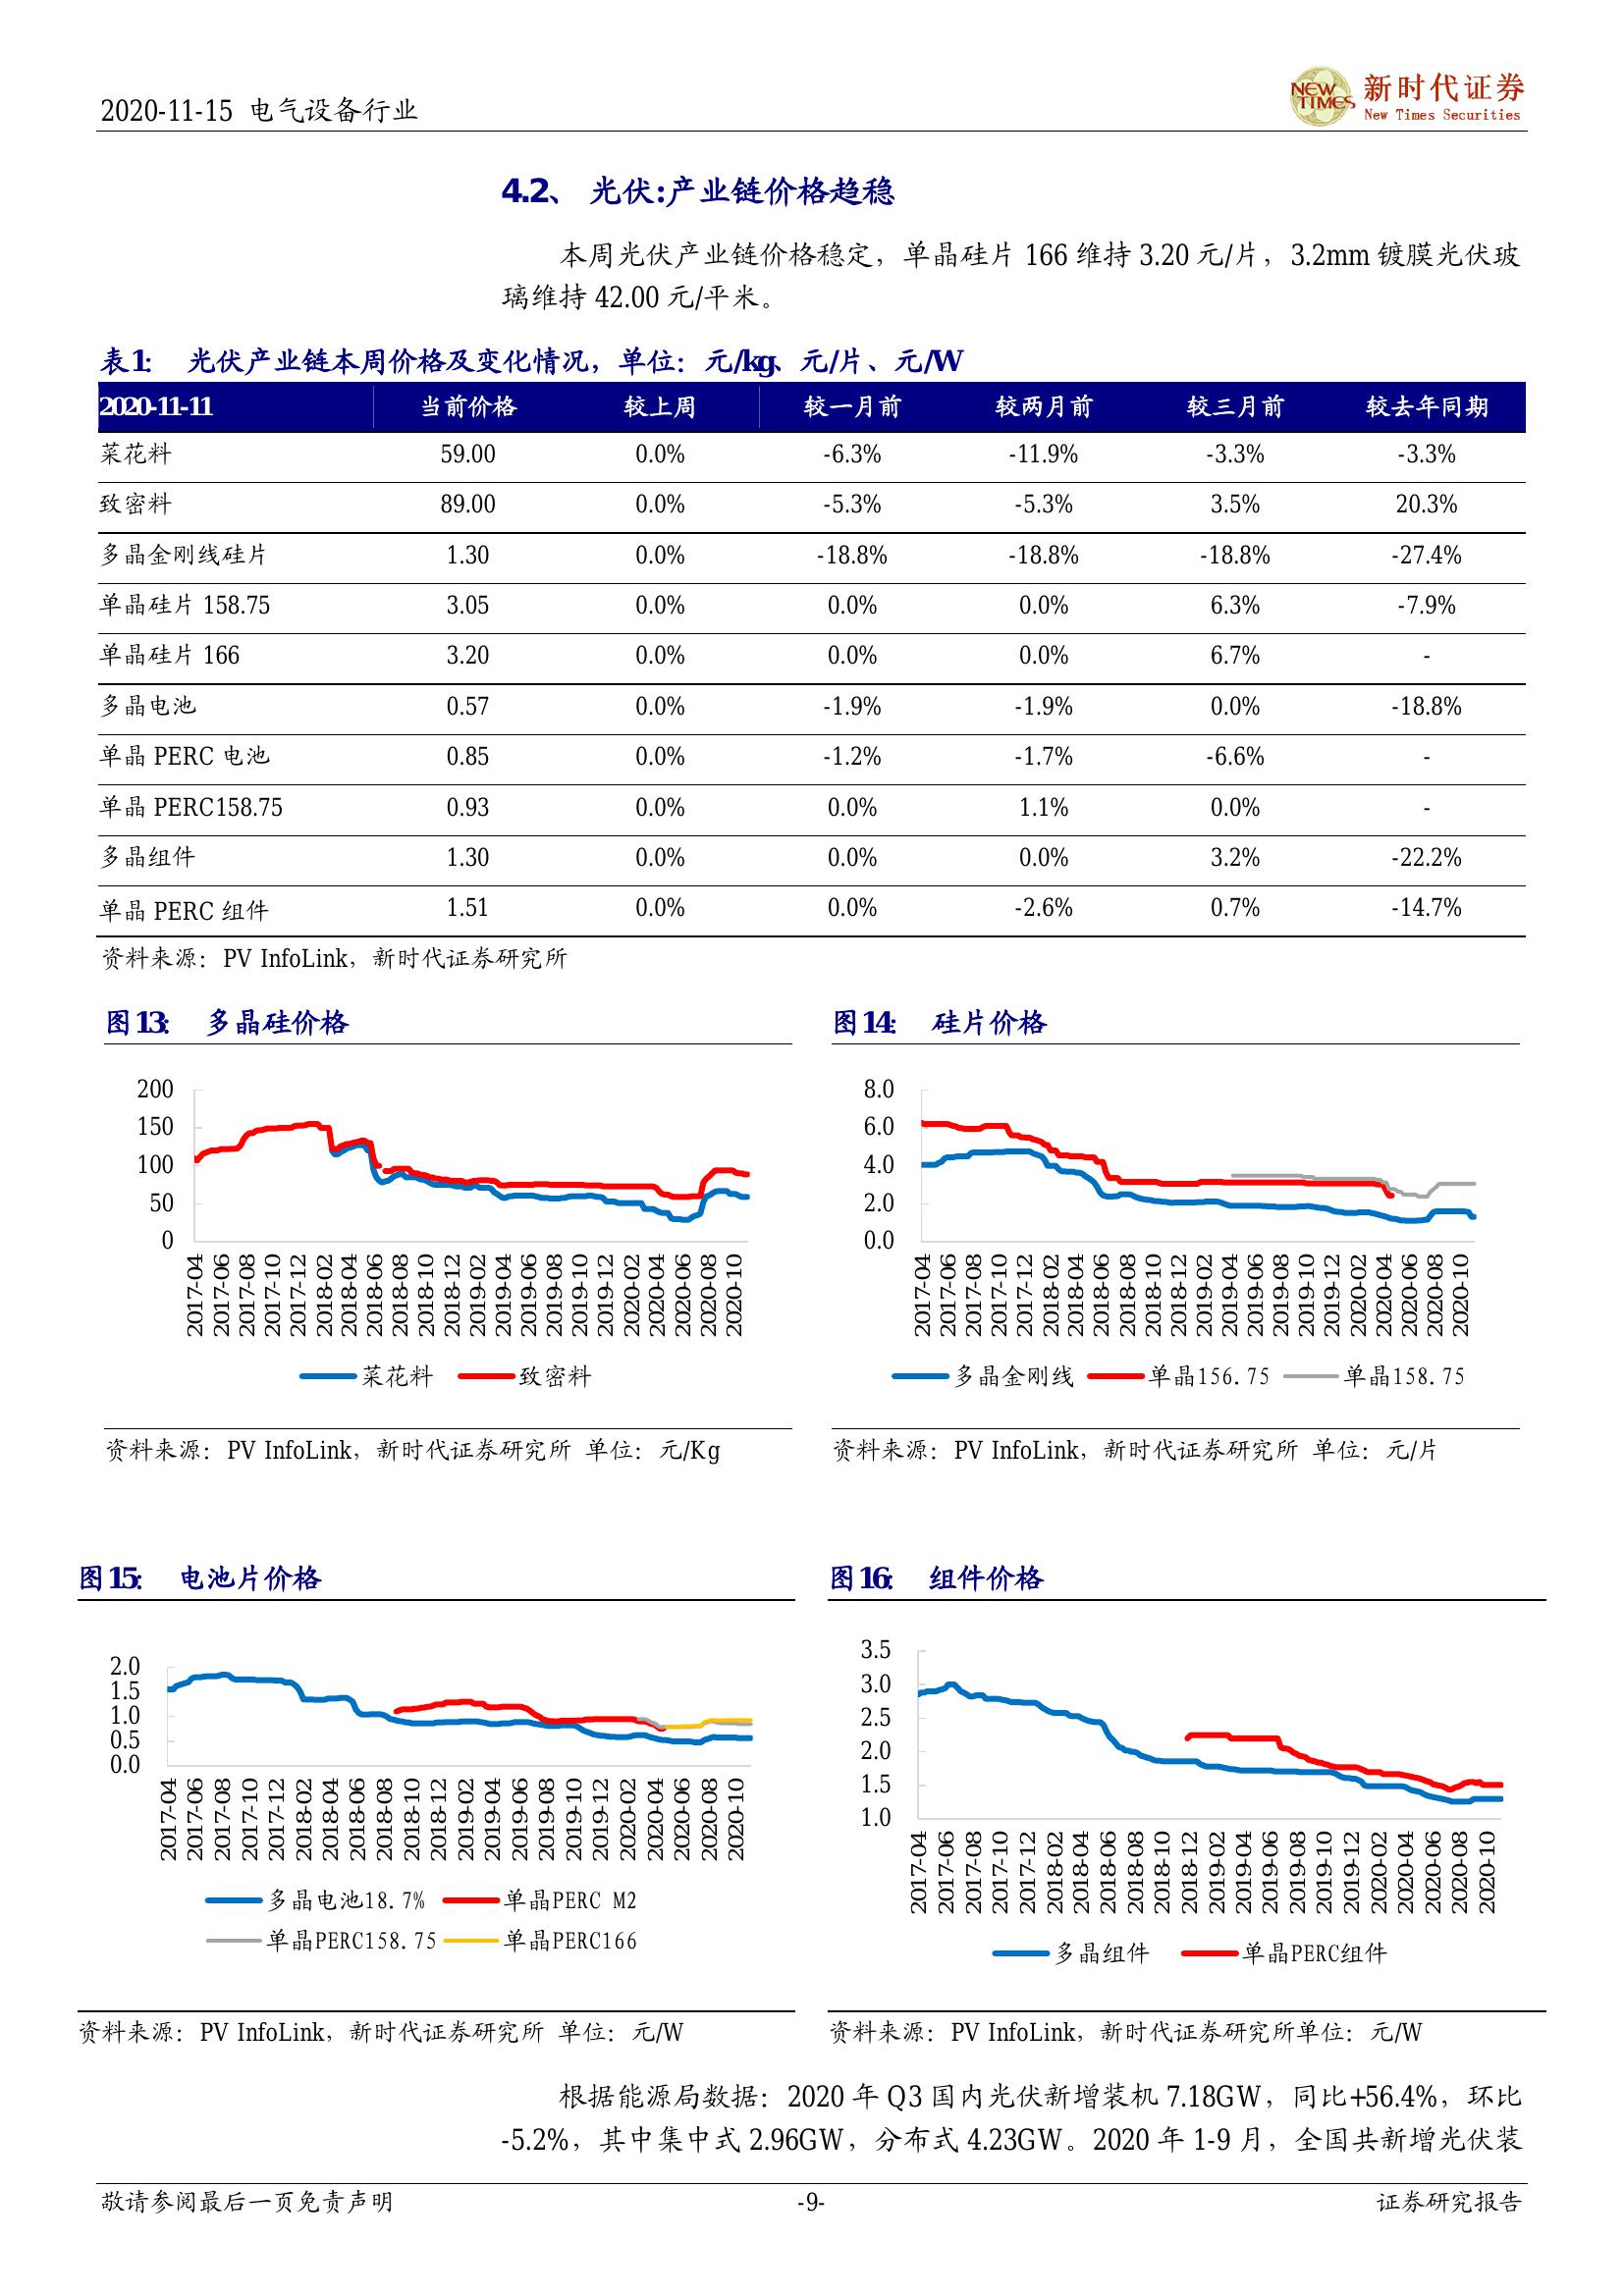 2020-11-15 电气设备行业
NEW TIMES 新时代证券
New Times Securities
4.2、 光伏:产业链价格趋稳
本周光伏产业链价格稳定，单晶硅片 166 维持 3.20 元/片，3.2mm 镀膜光伏玻
璃维持 42.00 元/平米。
表1： 光伏产业链本周价格及变化情况，单位：元/kg、元/片、元/W
2020-11-11 当前价格 较上周 较一月前 较两月前 较三月前 较去年同期
菜花料 59.00 0.0% -6.3% -11.9% -3.3% -3.3%
致密料 89.00 0.0% -5.3% -5.3% 3.5% 20.3%
多晶金刚线硅片 1.30 0.0% -18.8% -18.8% -18.8% -27.4%
单晶硅片 158.75 3.05 0.0% 0.0% 0.0% 6.3% -7.9%
单晶硅片 166 3.20 0.0% 0.0% 0.0% 6.7% -
多晶电池 0.57 0.0% -1.9% -1.9% 0.0% -18.8%
单晶 PERC 电池 0.85 0.0% -1.2% -1.7% -6.6% -
单晶 PERC158.75 0.93 0.0% 0.0% 1.1% 0.0% -
多晶组件 1.30 0.0% 0.0% 0.0% 3.2% -22.2%
单晶 PERC 组件 1.51 0.0% 0.0% -2.6% 0.7% -14.7%
资料来源：PV InfoLink，新时代证券研究所
图13： 多晶硅价格
200
150
100
50
0
2017-04 2017-06 2017-08 2017-10 2017-12 2018-02 2018-04 2018-06 2018-08 2018-10 2018-12 2019-02 2019-04 2019-06 2019-08 2019-10 2019-12 2020-02 2020-04 2020-06 2020-08 2020-10
菜花料 致密料
资料来源：PV InfoLink，新时代证券研究所 单位：元/Kg
图14： 硅片价格
8.0
6.0
4.0
2.0
0.0
2017-04 2017-06 2017-08 2017-10 2017-12 2018-02 2018-04 2018-06 2018-08 2018-10 2018-12 2019-02 2019-04 2019-06 2019-08 2019-10 2019-12 2020-02 2020-04 2020-06 2020-08 2020-10
多晶金刚线 单晶156.75 单晶158.75
资料来源：PV InfoLink，新时代证券研究所 单位：元/片
图15： 电池片价格
2.0
1.5
1.0
0.5
0.0
2017-04 2017-06 2017-08 2017-10 2017-12 2018-02 2018-04 2018-06 2018-08 2018-10 2018-12 2019-02 2019-04 2019-06 2019-08 2019-10 2019-12 2020-02 2020-04 2020-06 2020-08 2020-10
多晶电池18.7% 单晶PERC M2
单晶PERC158.75 单晶PERC166
资料来源：PV InfoLink，新时代证券研究所 单位：元/W
图16： 组件价格
3.5
3.0
2.5
2.0
1.5
1.0
2017-04 2017-06 2017-08 2017-10 2017-12 2018-02 2018-04 2018-06 2018-08 2018-10 2018-12 2019-02 2019-04 2019-06 2019-08 2019-10 2019-12 2020-02 2020-04 2020-06 2020-08 2020-10
多晶组件 单晶PERC组件
资料来源：PV InfoLink，新时代证券研究所单位：元/W
根据能源局数据：2020 年 Q3 国内光伏新增装机 7.18GW，同比+56.4%，环比
-5.2%，其中集中式 2.96GW，分布式 4.23GW。2020 年 1-9 月，全国共新增光伏装
敬请参阅最后一页免责声明 -9- 证券研究报告